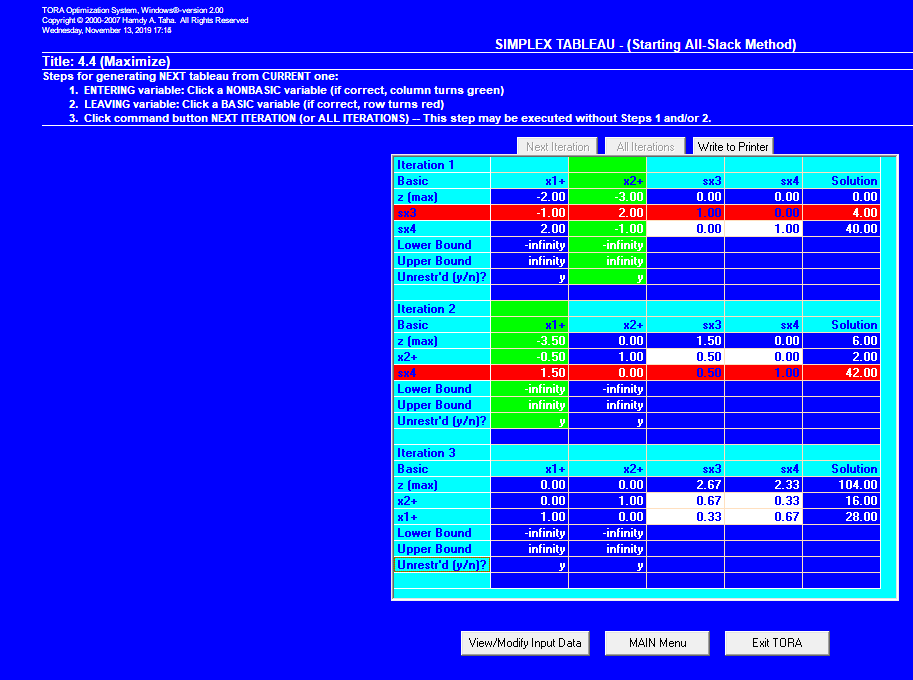 TORA Optimization System, Windows®-version 2.00
Copyright © 2000-2007 Hamdy A. Taha. All Rights Reserved
Wednesday, November 13, 2019 17:15
SIMPLEX TABLEAU - (Starting All-Slack Method)
Title: 4.4 (Maximize)
Steps for generating NEXT tableau from CURRENT one:
1. ENTERING variable: Click a NONBASIC variable (if correct, column turns green)
2. LEAVING variable: Click a BASIC variable (if correct, row turns red)
3. Click command button NEXT ITERATION (or ALL ITERATIONS) -- This step may be executed without Steps 1 and/or 2.
Next Iteration All Iterations Write to Printer
Iteration 1
Basic x1+ x2+ sx3 sx4 Solution
z (max) -2.00 -3.00 0.00 0.00 0.00
sx3 -1.00 2.00 1.00 0.00 4.00
sx4 2.00 -1.00 0.00 1.00 40.00
Lower Bound -infinity -infinity
Upper Bound infinity infinity
Unrestr'd (y/n)? y y
Iteration 2
Basic x1+ x2+ sx3 sx4 Solution
z (max) -3.50 0.00 1.50 0.00 6.00
x2+ -0.50 1.00 0.50 0.00 2.00
sx4 1.50 0.00 0.50 1.00 42.00
Lower Bound -infinity -infinity
Upper Bound infinity infinity
Unrestr'd (y/n)? y y
Iteration 3
Basic x1+ x2+ sx3 sx4 Solution
z (max) 0.00 0.00 2.67 2.33 104.00
x2+ 0.00 1.00 0.67 0.33 16.00
x1+ 1.00 0.00 0.33 0.67 28.00
Lower Bound -infinity -infinity
Upper Bound infinity infinity
Unrestr'd (y/n)? y y
View/Modify Input Data MAIN Menu Exit TORA